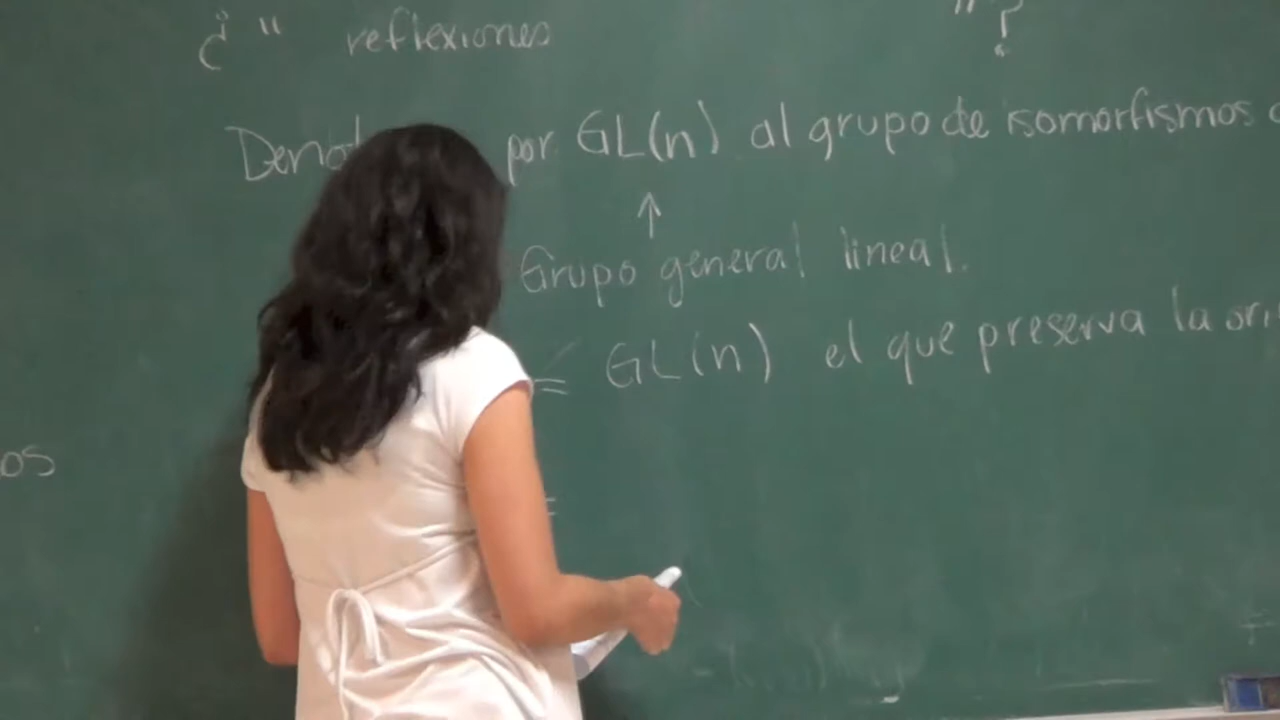 ¿ " reflexiones " ?
por GL(n) al grupo de isomorfismos
↑
Grupo general lineal.
= GL(n) el que preserva la
os
=